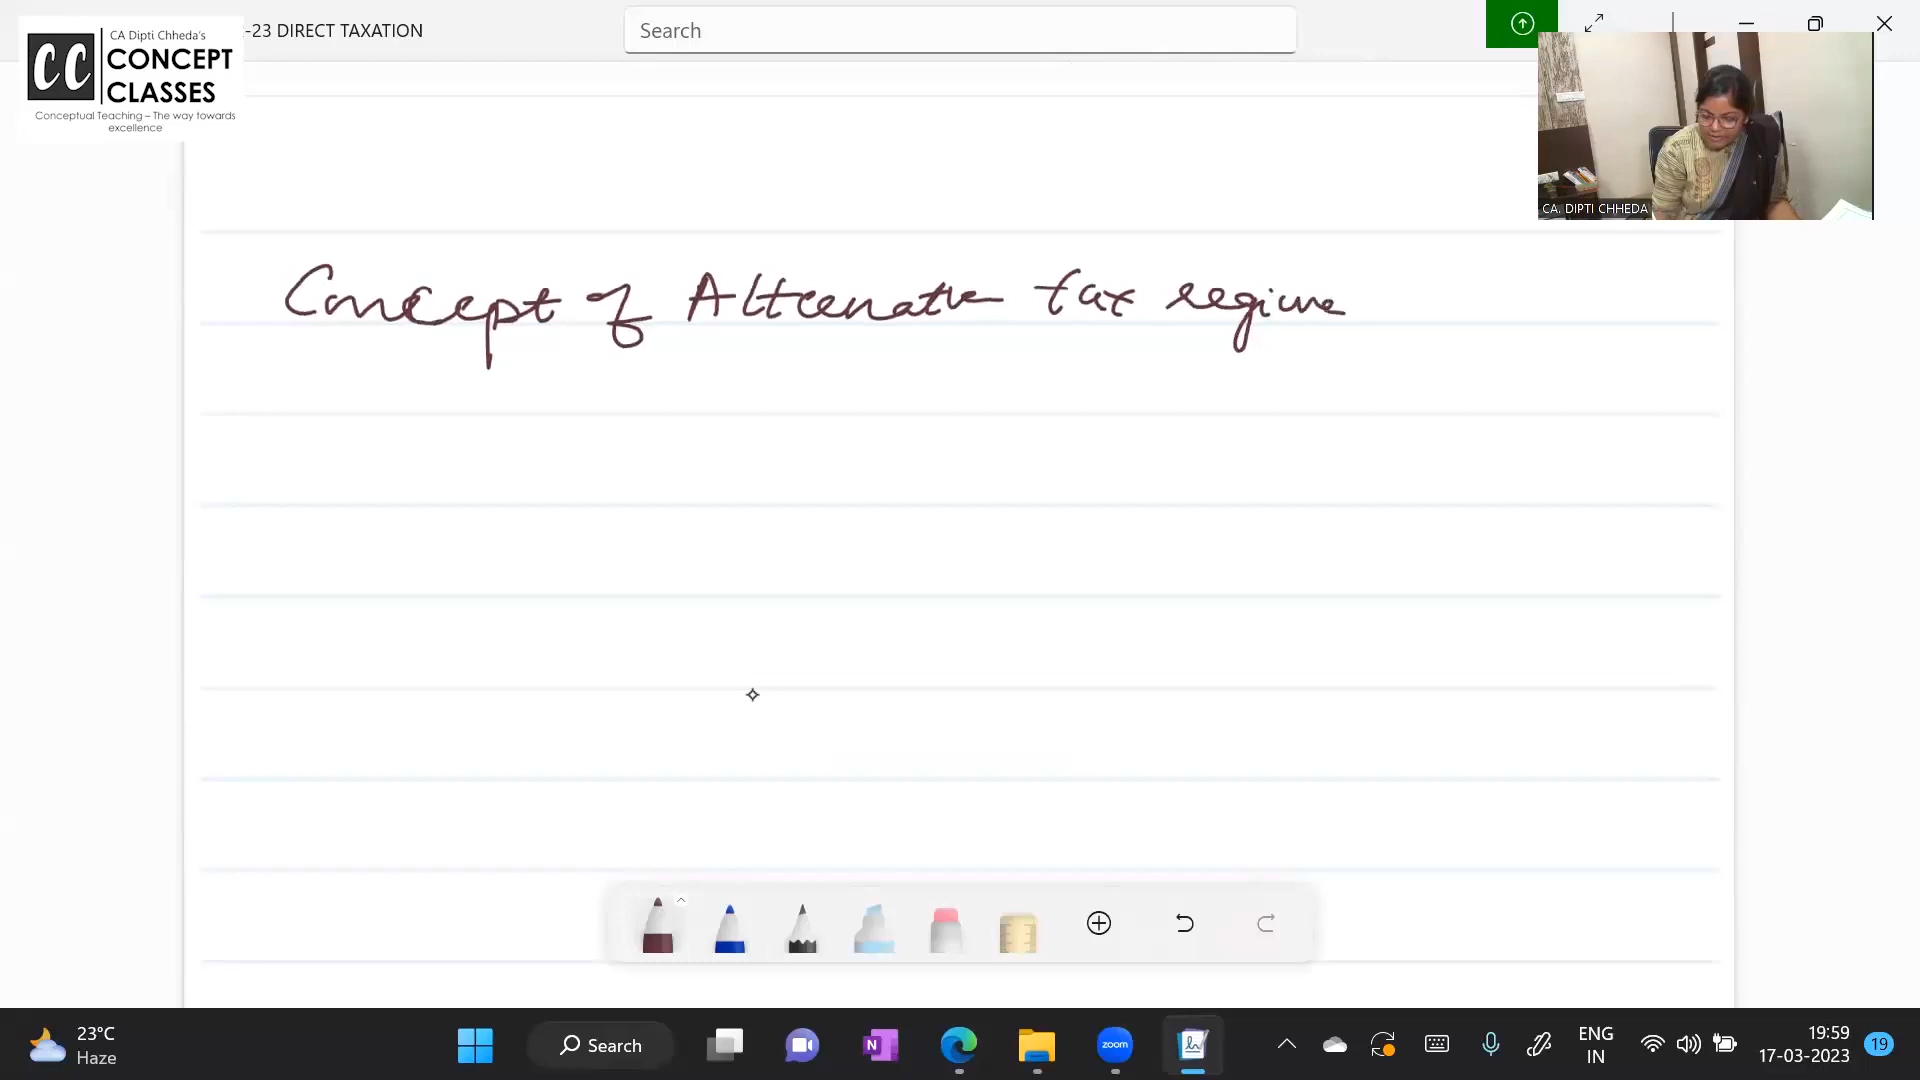 -23 DIRECT TAXATION
Search
CC
CA Dipti Chheda's
CONCEPT
CLASSES
Conceptual Teaching – The way towards
excellence
CA. DIPTI CHHEDA
Concept of Alternate tax regime
23°C
Haze
Search
N
zoom
ENG
IN
19:59
17-03-2023
19